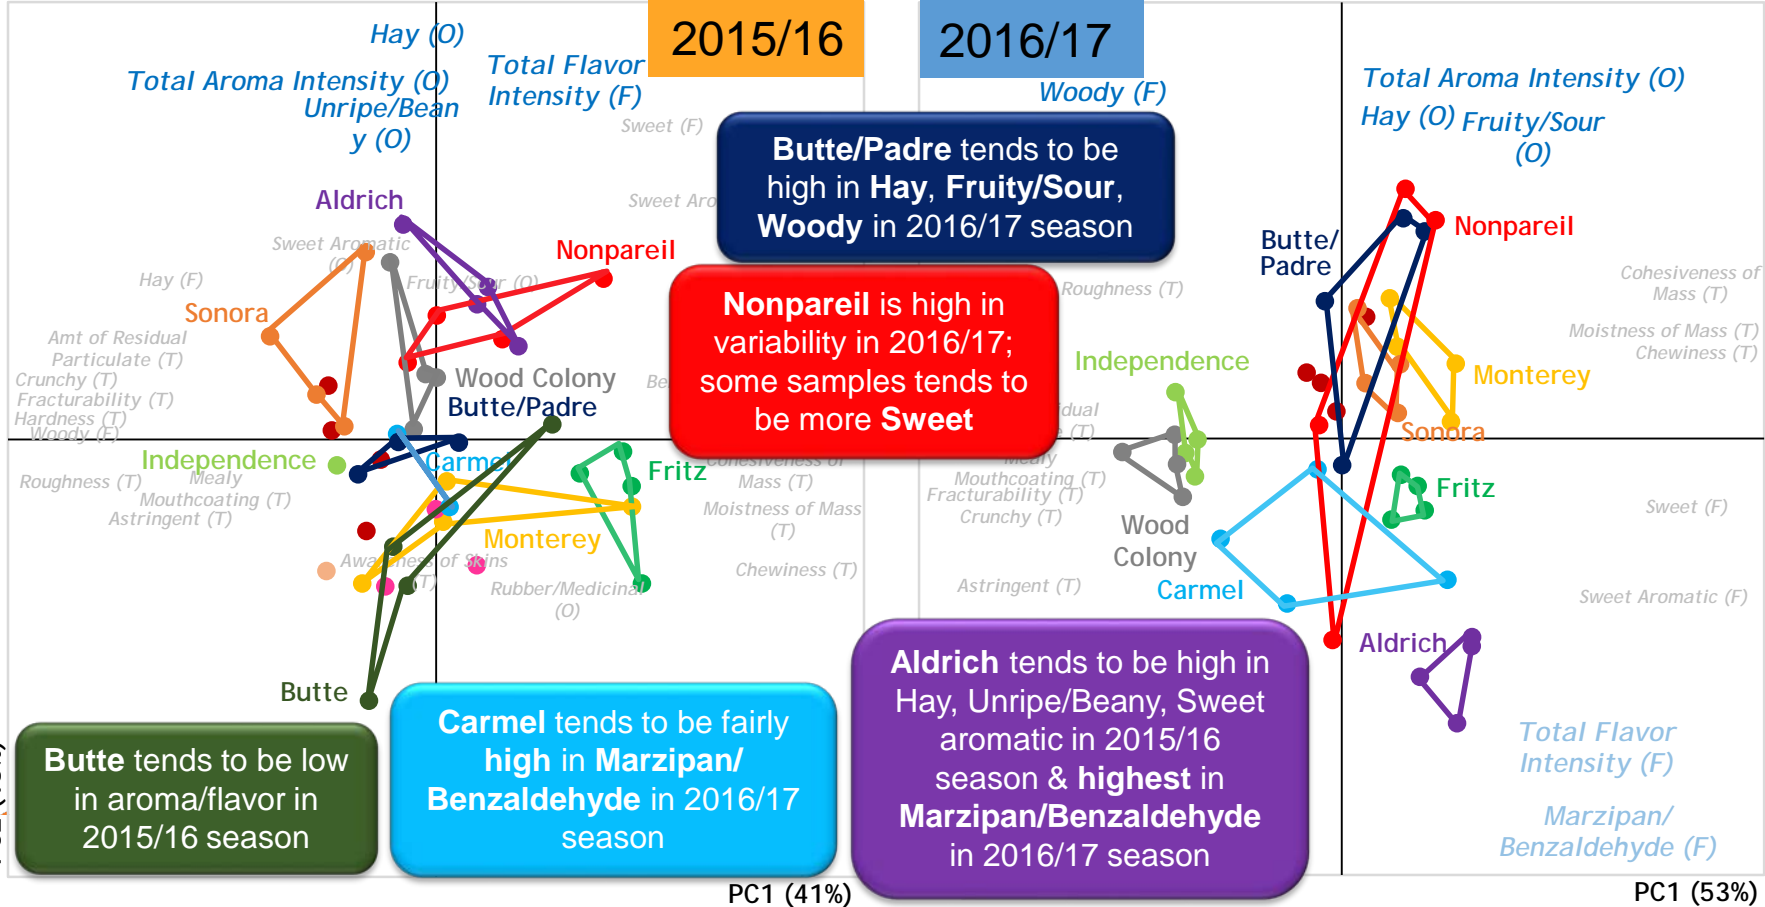 2015/16
Hay (O)
Total Aroma Intensity (O)
Total Flavor
Intensity (F)
Unripe/Bean
y (O)
Sweet (F)
Aldrich
Sweet Aro
Sweet Aromatic
(O)
Nonpareil
Hay (F)
Fruity/Sour (O)
Sonora
Amt of Residual
Particulate (T)
Crunchy (T)
Fracturability (T)
Hardness (T)
Woody (F)
Wood Colony
Butte/Padre
Be
Independence
Carmel
Fritz
Cohesiveness of
Mass (T)
Roughness (T)
Mealy
Mouthcoating (T)
Astringent (T)
Moistness of Mass
(T)
Monterey
Awareness of Skins
(T)
Chewiness (T)
Rubber/Medicinal
(O)
Butte
Butte tends to be low
in aroma/flavor in
2015/16 season
Carmel tends to be fairly
high in Marzipan/
Benzaldehyde in 2016/17
season
PC1 (41%)
2016/17
Woody (F)
Total Aroma Intensity (O)
Hay (O)
Fruity/Sour
(O)
Butte/Padre tends to be
high in Hay, Fruity/Sour,
Woody in 2016/17 season
Nonpareil
Butte/
Padre
Nonpareil is high in
variability in 2016/17;
some samples tends to
be more Sweet
Roughness (T)
Cohesiveness of
Mass (T)
Moistness of Mass (T)
Chewiness (T)
Independence
Monterey
dual
(T)
Sonora
Mealy
Mouthcoating (T)
Fracturability (T)
Crunchy (T)
Fritz
Sweet (F)
Wood
Colony
Astringent (T)
Carmel
Sweet Aromatic (F)
Aldrich
Aldrich tends to be high in
Hay, Unripe/Beany, Sweet
aromatic in 2015/16
season & highest in
Marzipan/Benzaldehyde
in 2016/17 season
Total Flavor
Intensity (F)
Marzipan/
Benzaldehyde (F)
PC1 (53%)